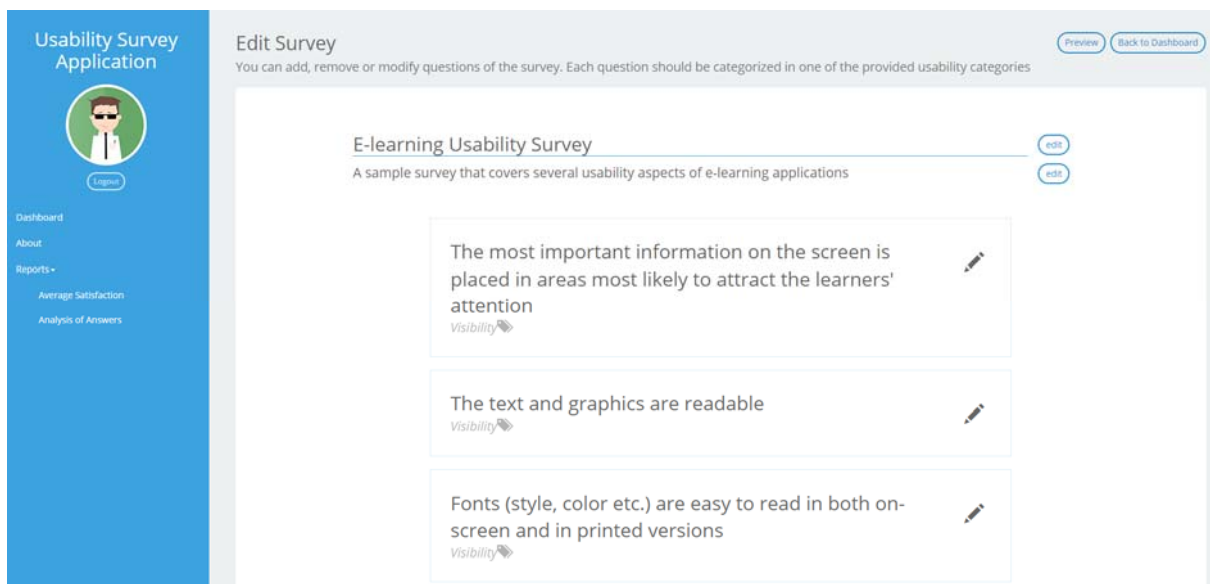 Usability Survey
Application
Logout
Dashboard
About
Reports
Average Satisfaction
Analysis of Answers
Edit Survey
Preview
Back to Dashboard
You can add, remove or modify questions of the survey. Each question should be categorized in one of the provided usability categories
E-learning Usability Survey
edit
A sample survey that covers several usability aspects of e-learning applications
edit
The most important information on the screen is
placed in areas most likely to attract the learners'
attention
Visibility
The text and graphics are readable
Visibility
Fonts (style, color etc.) are easy to read in both on-
screen and in printed versions
Visibility